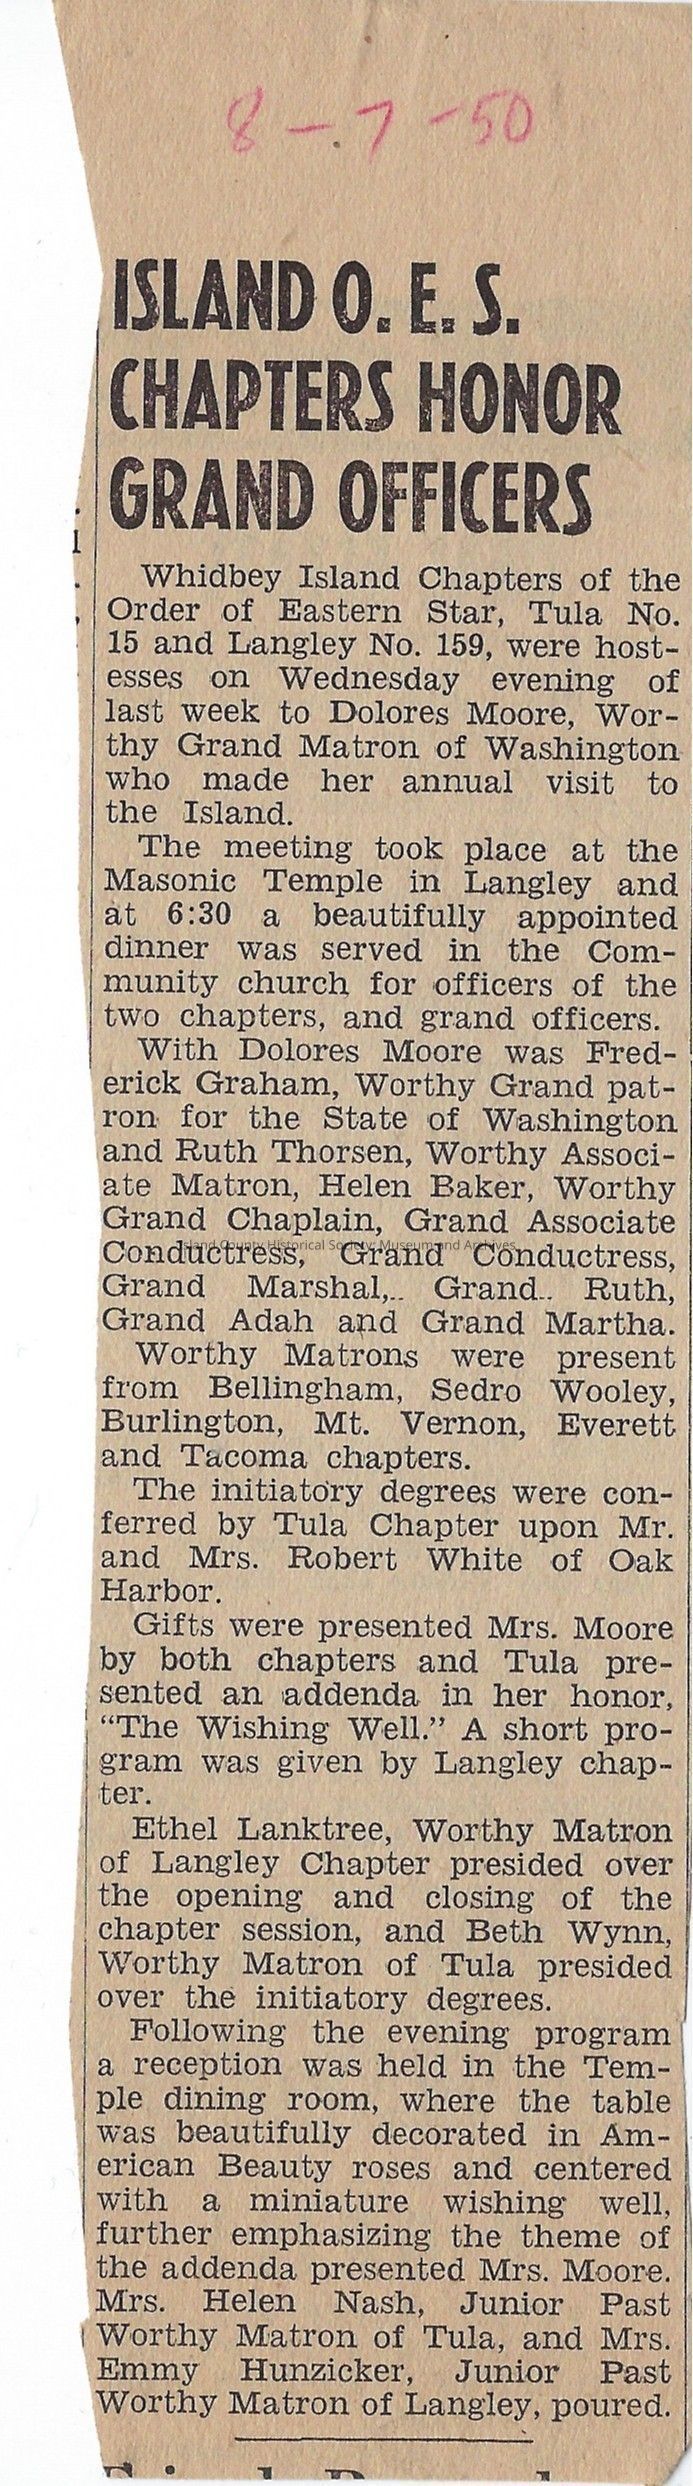 8-7-50
ISLAND O. E. S.
CHAPTERS HONOR
GRAND OFFICERS
Whidbey Island Chapters of the
Order of Eastern Star, Tula No.
15 and Langley No. 159, were host-
esses on Wednesday evening of
last week to Dolores Moore, Wor-
thy Grand Matron of Washington
who made her annual visit to
the Island.
The meeting took place at the
Masonic Temple in Langley and
at 6:30 a beautifully appointed
dinner was served in the Com-
munity church for officers of the
two chapters, and grand officers.
With Dolores Moore was Fred-
erick Graham, Worthy Grand pat-
ron for the State of Washington
and Ruth Thorsen, Worthy Associ-
ate Matron, Helen Baker, Worthy
Grand Chaplain, Grand Associate
Island County Historical Society Museum and Archives
Conductress, Grand Conductress,
Grand Marshal,.. Grand.. Ruth,
Grand Adah and Grand Martha.
Worthy Matrons were present
from Bellingham, Sedro Wooley,
Burlington, Mt. Vernon, Everett
and Tacoma chapters.
The initiatory degrees were con-
ferred by Tula Chapter upon Mr.
and Mrs. Robert White of Oak
Harbor.
Gifts were presented Mrs. Moore
by both chapters and Tula pre-
sented an addenda in her honor,
“The Wishing Well.” A short pro-
gram was given by Langley chap-
ter.
Ethel Lanktree, Worthy Matron
of Langley Chapter presided over
the opening and closing of the
chapter session, and Beth Wynn,
Worthy Matron of Tula presided
over the initiatory degrees.
Following the evening program
a reception was held in the Tem-
ple dining room, where the table
was beautifully decorated in Am-
erican Beauty roses and centered
with a miniature wishing well,
further emphasizing the theme of
the addenda presented Mrs. Moore.
Mrs. Helen Nash, Junior Past
Worthy Matron of Tula, and Mrs.
Emmy Hunzicker, Junior Past
Worthy Matron of Langley, poured.